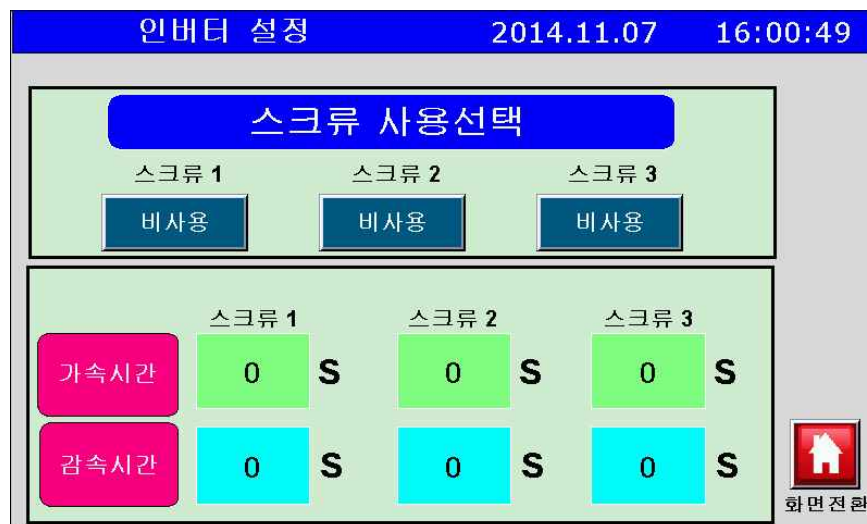 인버터 설정 2014.11.07 16:00:49
스크류 사용선택
스크류 1 스크류 2 스크류 3
비사용 비사용 비사용
스크류 1 스크류 2 스크류 3
가속시간 0 S 0 S 0 S
감속시간 0 S 0 S 0 S
화면전환